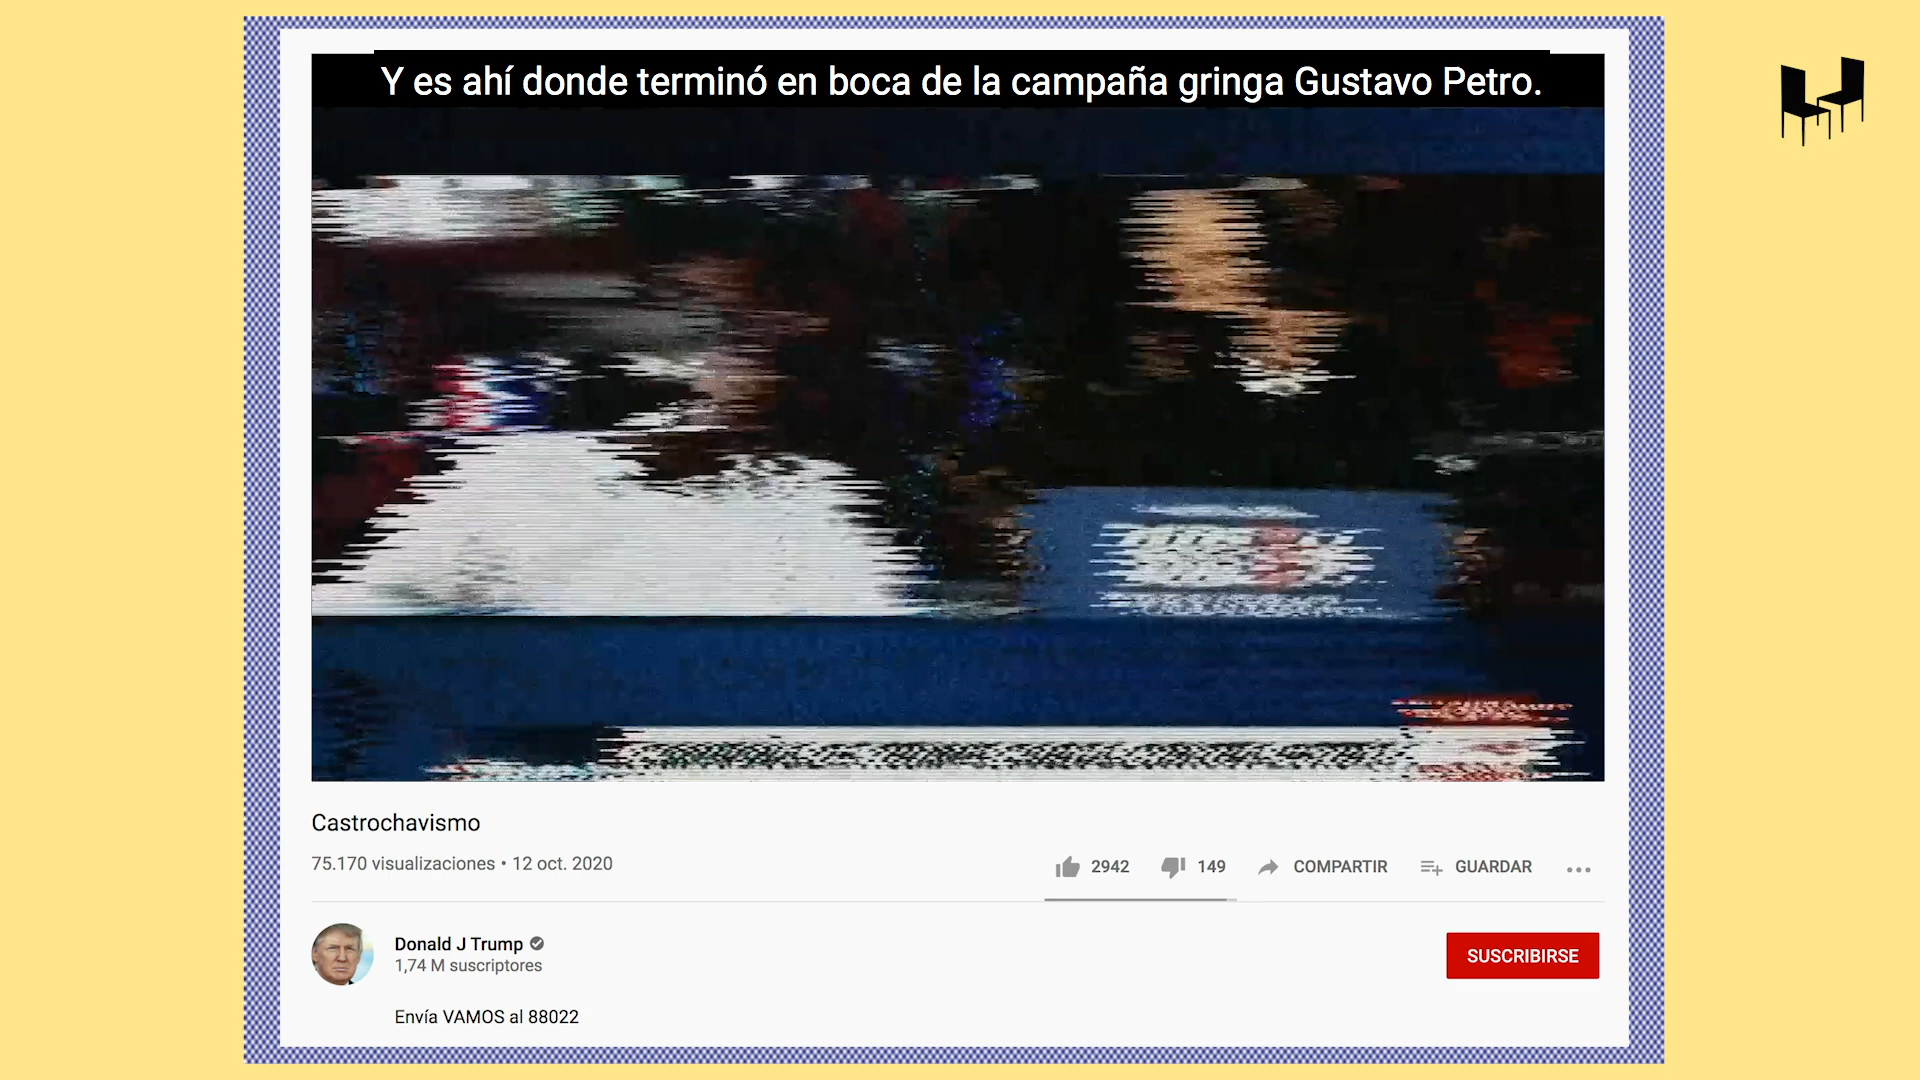 Y es ahí donde terminó en boca de la campaña gringa Gustavo Petro.
Castrochavismo
75.170 visualizaciones • 12 oct. 2020
2942
149
COMPARTIR
GUARDAR
Donald J Trump
1,74 M suscriptores
SUSCRIBIRSE
Envía VAMOS al 88022